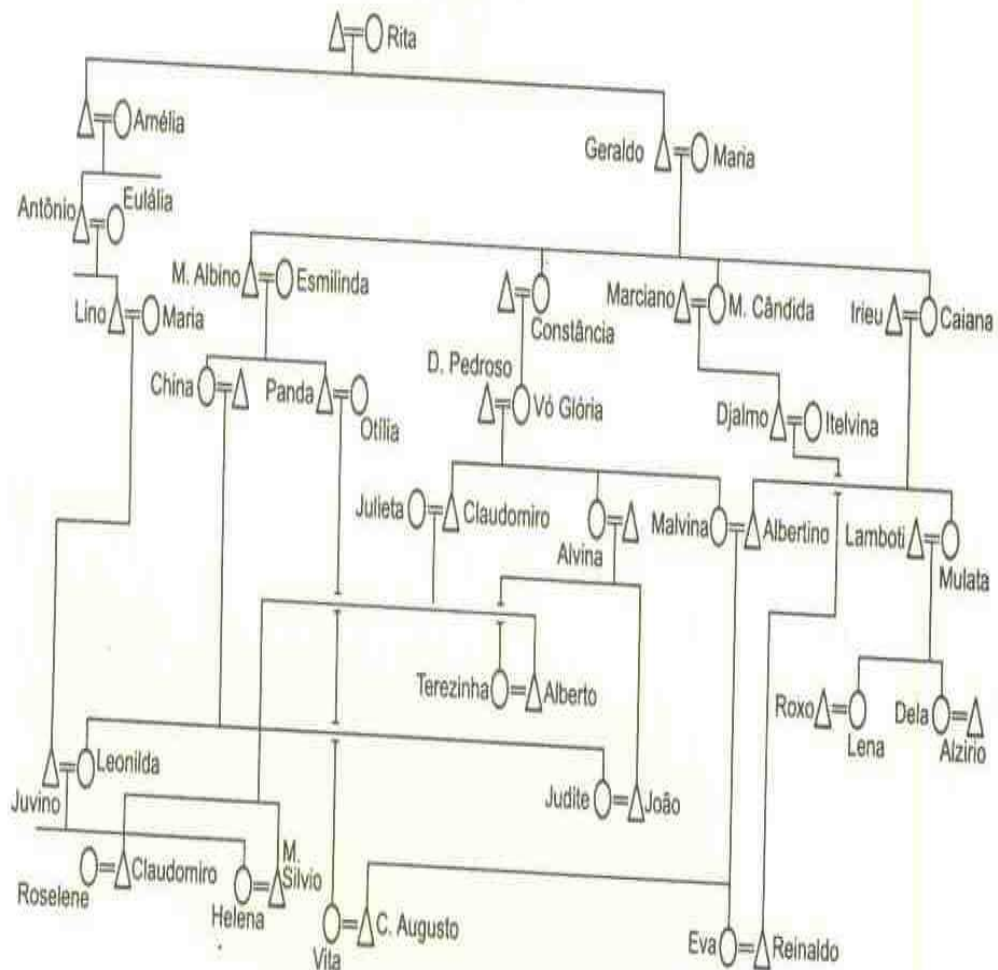 Rita
Amélia
Geraldo
Maria
Antônio
Eulália
M. Albino
Esmilinda
Constância
Marciano
M. Cândida
Irieu
Caiana
Lino
Maria
China
Panda
Otília
D. Pedroso
Vó Glória
Djalmo
Itelvina
Julieta
Claudomiro
Alvina
Malvina
Albertino
Lamboti
Mulata
Terezinha
Alberto
Roxo
Lena
Dela
Alzirio
Juvino
Leonilda
Judite
João
Roselene
Claudomiro
Helena
M.
Silvio
Vita
C. Augusto
Eva
Reinaldo